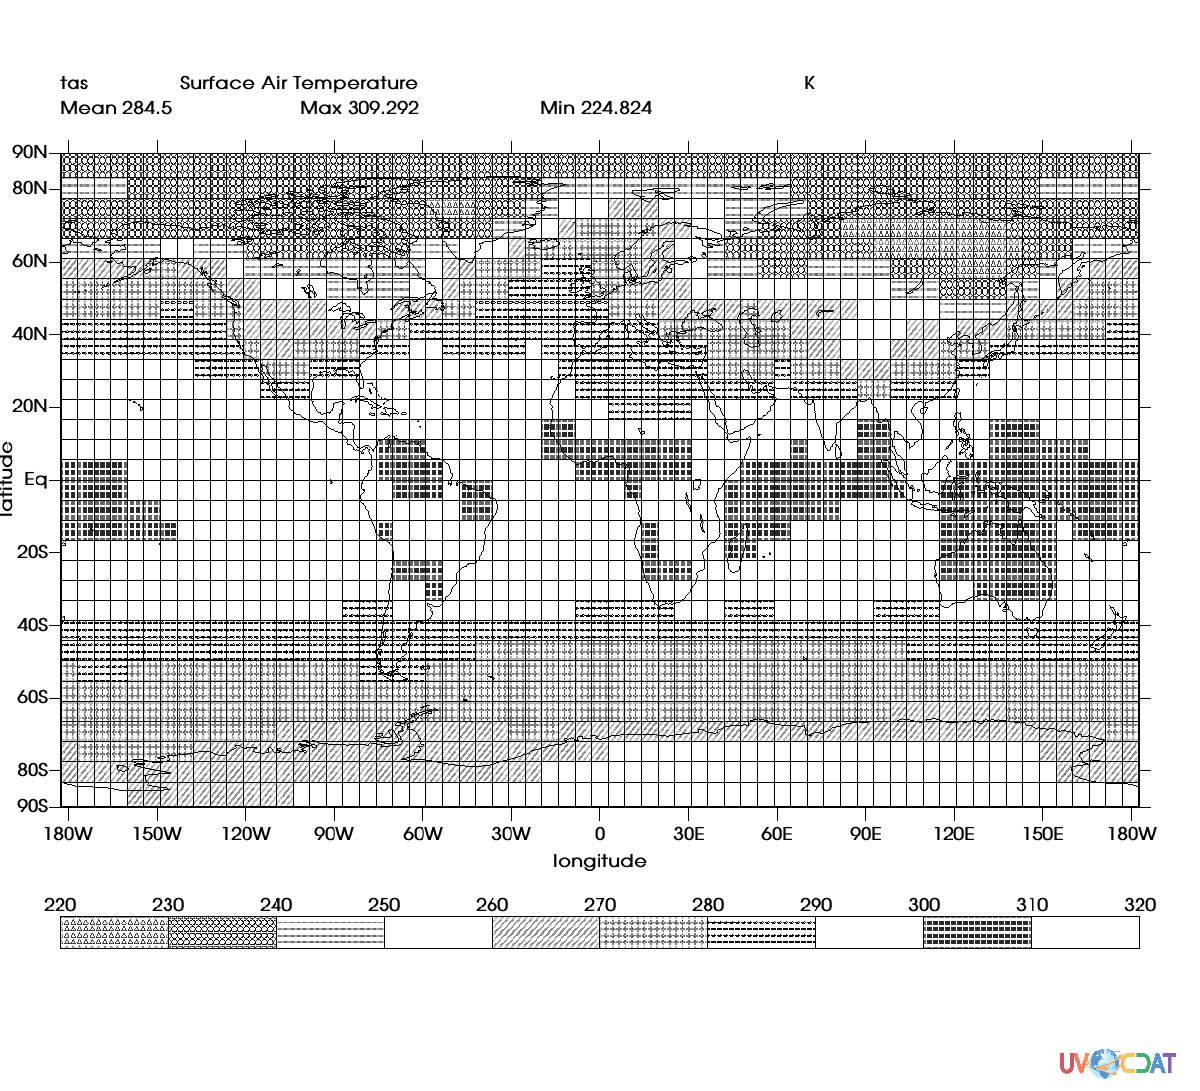 tas Surface Air Temperature K
Mean 284.5 Max 309.292 Min 224.824
90N
80N
60N
40N
20N
Eq
20S
40S
60S
80S
90S
latitude
180W 150W 120W 90W 60W 30W 0 30E 60E 90E 120E 150E 180W
longitude
220 230 240 250 260 270 280 290 300 310 320
UV CDAT